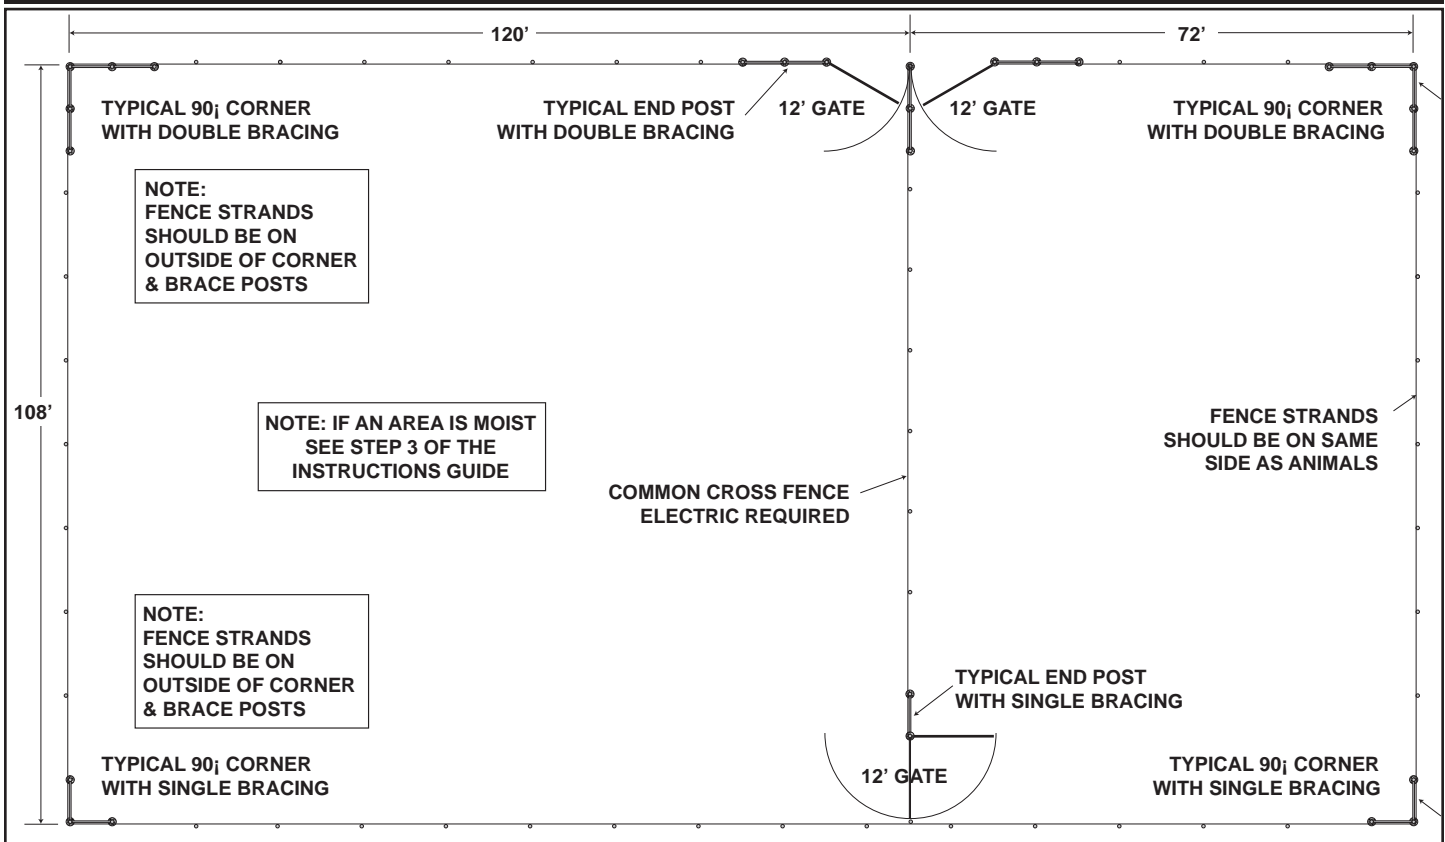 120’
72’
TYPICAL 90¡ CORNER
WITH DOUBLE BRACING
TYPICAL END POST
WITH DOUBLE BRACING
12’ GATE
12’ GATE
TYPICAL 90¡ CORNER
WITH DOUBLE BRACING
NOTE:
FENCE STRANDS
SHOULD BE ON
OUTSIDE OF CORNER
& BRACE POSTS
108’
NOTE: IF AN AREA IS MOIST
SEE STEP 3 OF THE
INSTRUCTIONS GUIDE
FENCE STRANDS
SHOULD BE ON SAME
SIDE AS ANIMALS
COMMON CROSS FENCE
ELECTRIC REQUIRED
NOTE:
FENCE STRANDS
SHOULD BE ON
OUTSIDE OF CORNER
& BRACE POSTS
TYPICAL END POST
WITH SINGLE BRACING
TYPICAL 90¡ CORNER
WITH SINGLE BRACING
12’ GATE
TYPICAL 90¡ CORNER
WITH SINGLE BRACING